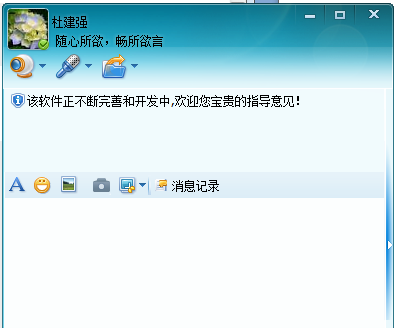 杜建强
随心所欲，畅所欲言
该软件正不断完善和开发中,欢迎您宝贵的指导意见!
A
消息记录